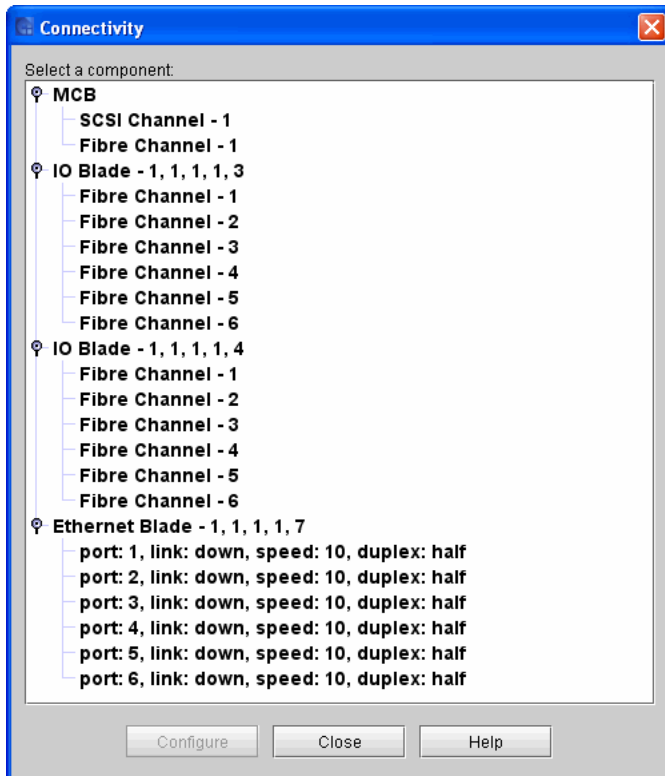 Connectivity
Select a component:
MCB
SCSI Channel - 1
Fibre Channel - 1
IO Blade - 1, 1, 1, 1, 3
Fibre Channel - 1
Fibre Channel - 2
Fibre Channel - 3
Fibre Channel - 4
Fibre Channel - 5
Fibre Channel - 6
IO Blade - 1, 1, 1, 1, 4
Fibre Channel - 1
Fibre Channel - 2
Fibre Channel - 3
Fibre Channel - 4
Fibre Channel - 5
Fibre Channel - 6
Ethernet Blade - 1, 1, 1, 1, 7
port: 1, link: down, speed: 10, duplex: half
port: 2, link: down, speed: 10, duplex: half
port: 3, link: down, speed: 10, duplex: half
port: 4, link: down, speed: 10, duplex: half
port: 5, link: down, speed: 10, duplex: half
port: 6, link: down, speed: 10, duplex: half
Configure Close Help